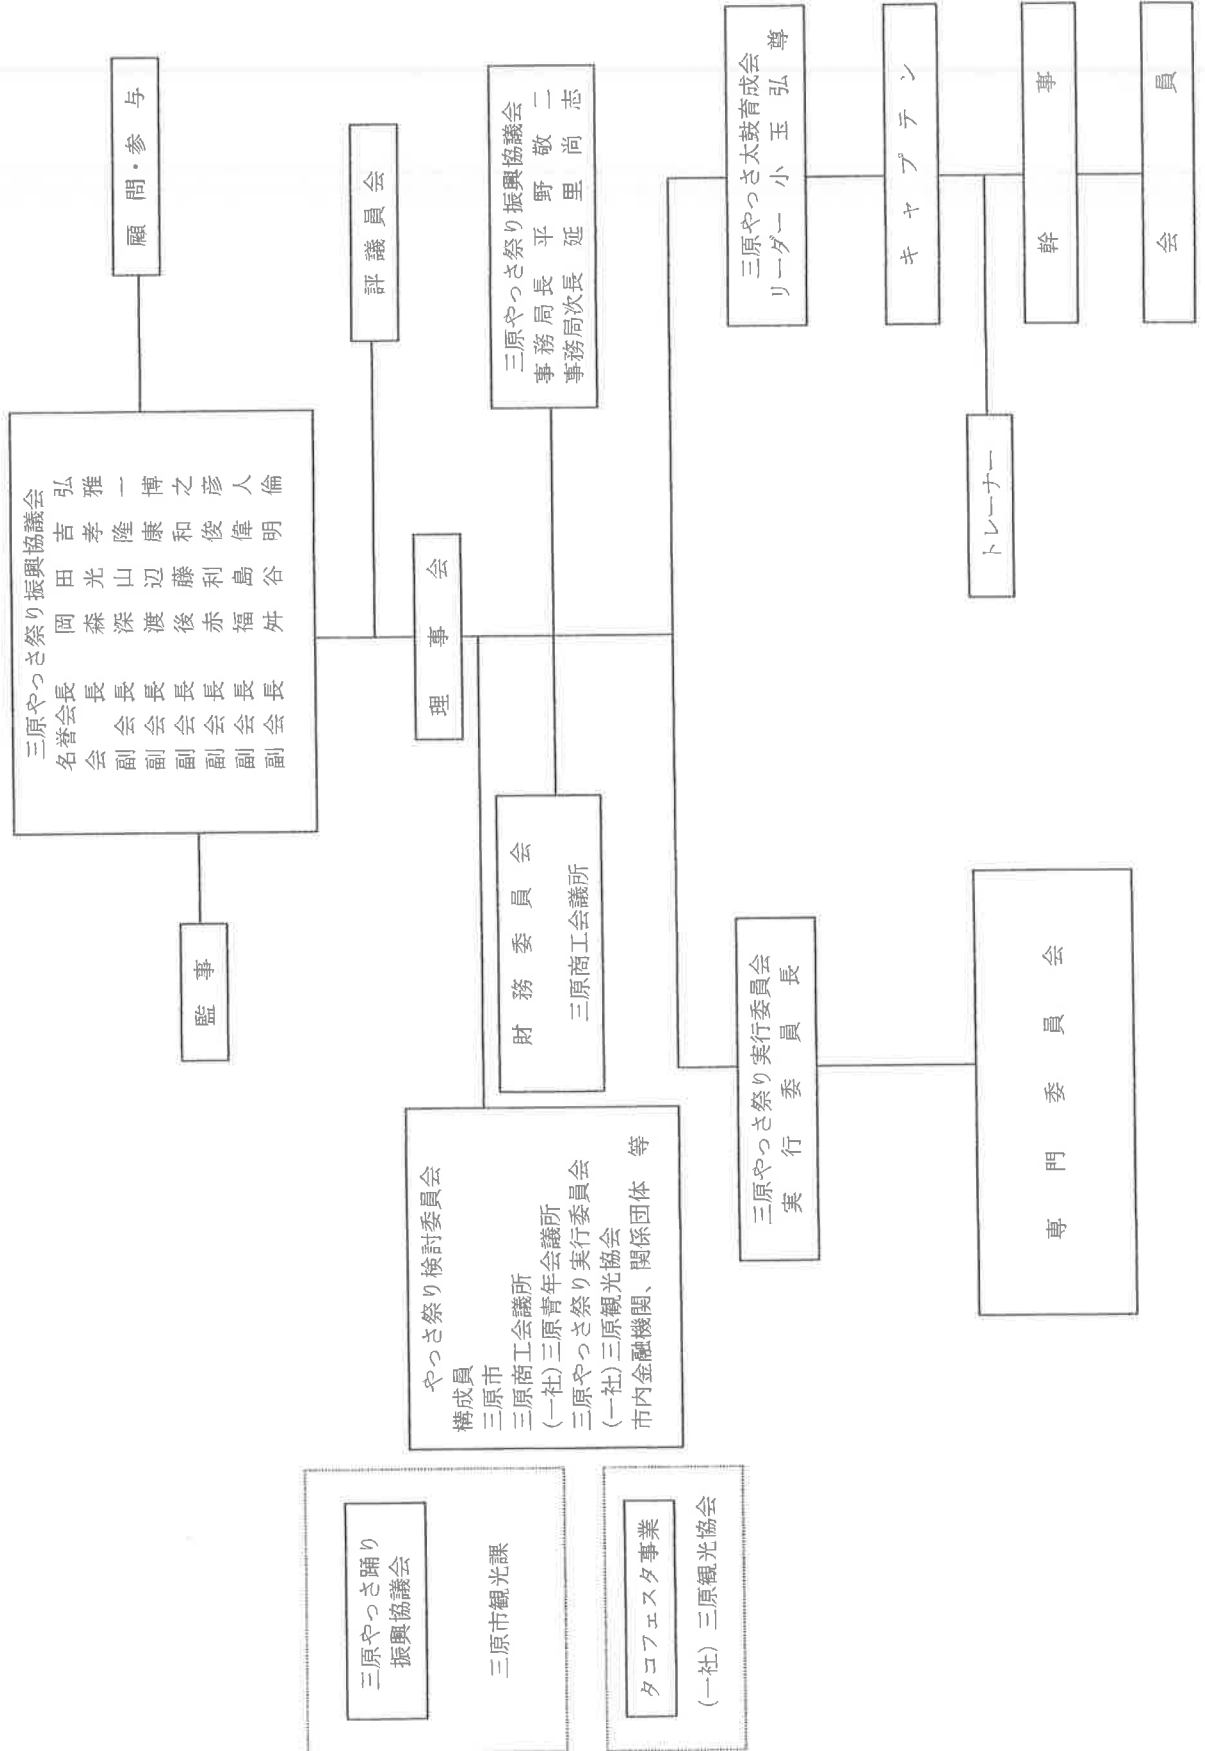 三原やっさ祭り振興協議会
名誉会長 岡田吉弘
会長 森光孝雅
副会長 深山隆一
副会長 渡辺康博
副会長 後藤和之
副会長 赤利俊彦
副会長 福島偉人
副会長 舛谷明倫
監事
顧問・参与
評議員会
理事会
三原やっさ祭り振興協議会
事務局長 平野敬二
事務局次長 延里尚志
財務委員会
三原商工会議所
やっさ祭り検討委員会
構成員
三原市
三原商工会議所
(一社)三原青年会議所
三原やっさ祭り実行委員会
(一社)三原観光協会
市内金融機関、関係団体 等
三原やっさ踊り
振興協議会
三原市観光課
タコフェスタ事業
(一社) 三原観光協会
三原やっさ祭り実行委員会
実行委員長
専門委員会
三原やっさ太鼓育成会
リーダー 小玉弘尊
キャプテン
トレーナー
幹事
会員